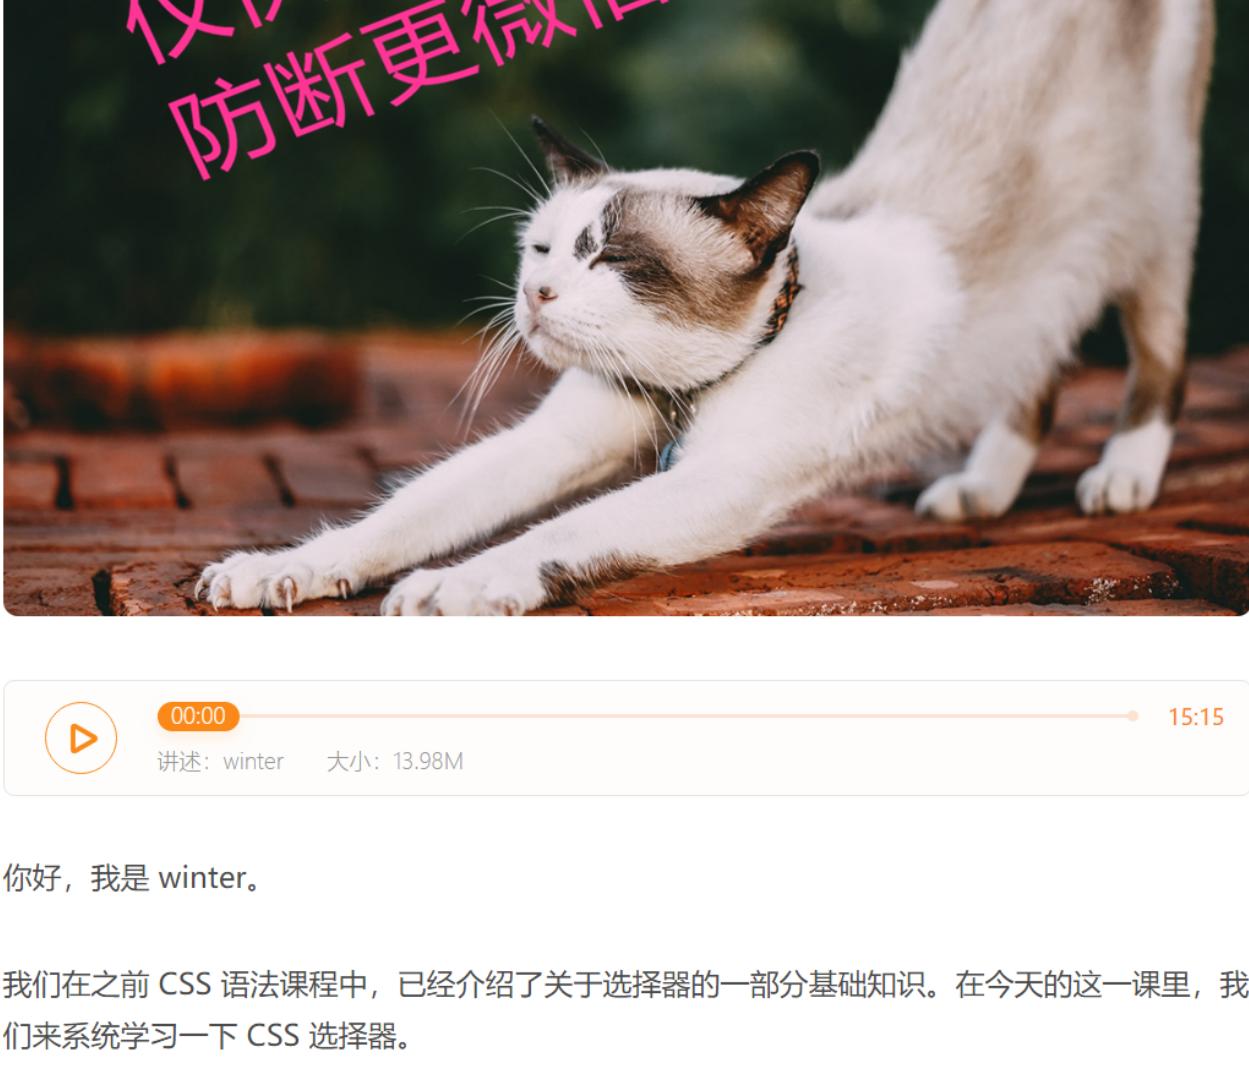 防断更微
00:00
15:15
讲述：winter 大小：13.98M
你好，我是 winter。
我们在之前 CSS 语法课程中，已经介绍了关于选择器的一部分基础知识。在今天的这一课里，我
们来系统学习一下 CSS 选择器。